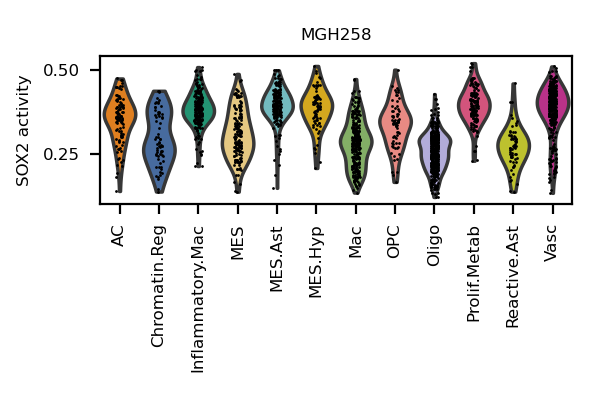 MGH258
SOX2 activity
0.50
0.25
AC
Chromatin.Reg
Inflammatory.Mac
MES
MES.Ast
MES.Hyp
Mac
OPC
Oligo
Prolif.Metab
Reactive.Ast
Vasc